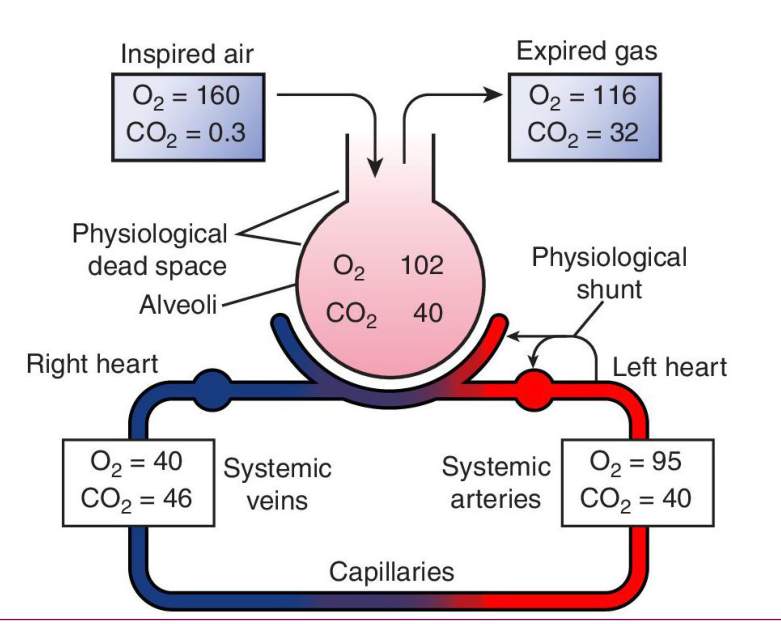 Inspired air
O₂ = 160
CO₂ = 0.3
Expired gas
O₂ = 116
CO₂ = 32
Physiological
dead space
Alveoli
O₂ 102
CO₂ 40
Physiological
shunt
Right heart
Left heart
O₂ = 40
CO₂ = 46
Systemic
veins
Systemic
arteries
O₂ = 95
CO₂ = 40
Capillaries